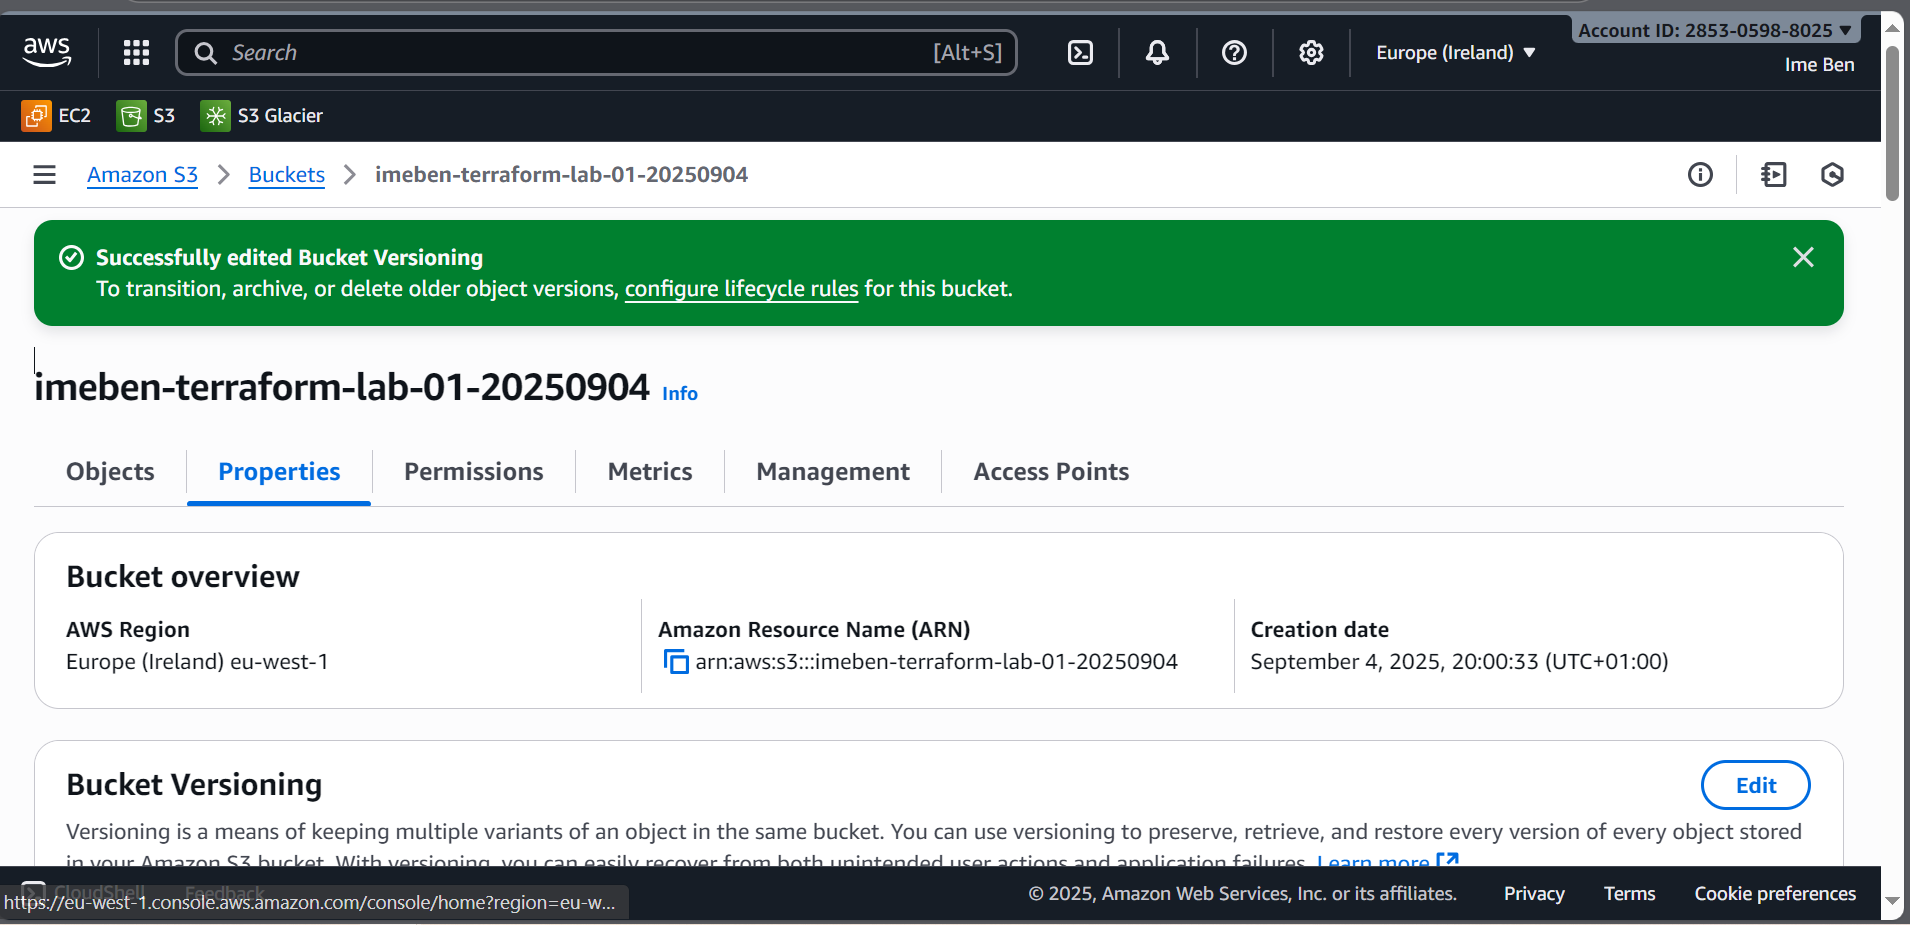 Account ID: 2853-0598-8025
aws
Search
[Alt+S]
Europe (Ireland)
Ime Ben
EC2
S3
S3 Glacier
Amazon S3
Buckets
imeben-terraform-lab-01-20250904
Successfully edited Bucket Versioning
To transition, archive, or delete older object versions, configure lifecycle rules for this bucket.
imeben-terraform-lab-01-20250904 Info
Objects
Properties
Permissions
Metrics
Management
Access Points
Bucket overview
AWS Region
Europe (Ireland) eu-west-1
Amazon Resource Name (ARN)
arn:aws:s3:::imeben-terraform-lab-01-20250904
Creation date
September 4, 2025, 20:00:33 (UTC+01:00)
Bucket Versioning
Edit
Versioning is a means of keeping multiple variants of an object in the same bucket. You can use versioning to preserve, retrieve, and restore every version of every object stored
in your Amazon S3 bucket. With versioning, you can easily recover from both unintended user actions and application failures. Learn more
CloudShell
Feedback
© 2025, Amazon Web Services, Inc. or its affiliates.
Privacy
Terms
Cookie preferences
https://eu-west-1.console.aws.amazon.com/console/home?region=eu-w...